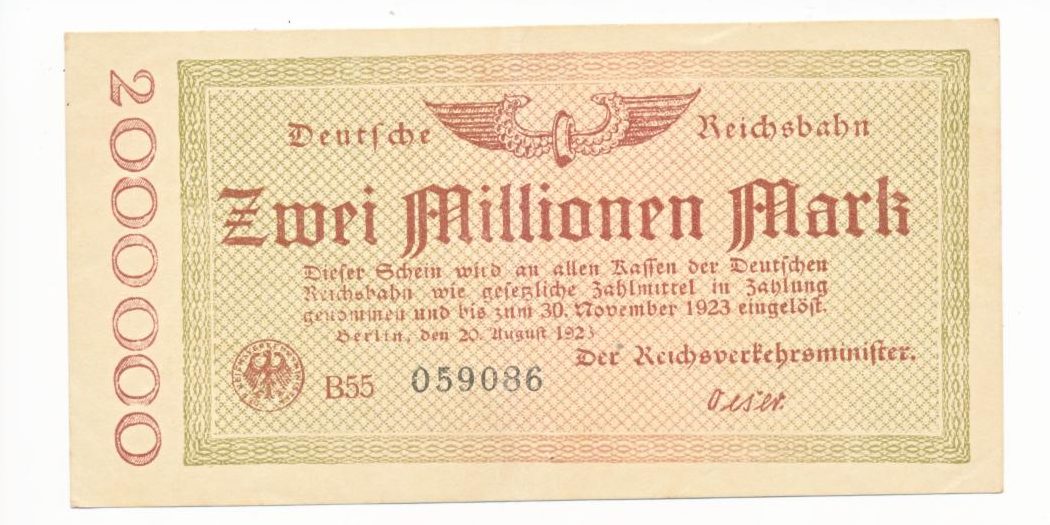 2000000
Deutsche Reichsbahn
Zwei Millionen Mark
Dieser Schein wird an allen Kassen der Deutschen
Reichsbahn wie gesetzliche Zahlmittel in Zahlung
genommen und bis zum 30. November 1923 eingelöst.
Berlin, den 20. August 1923
Der Reichsverkehrsminister.
B55 059086
Oeser.